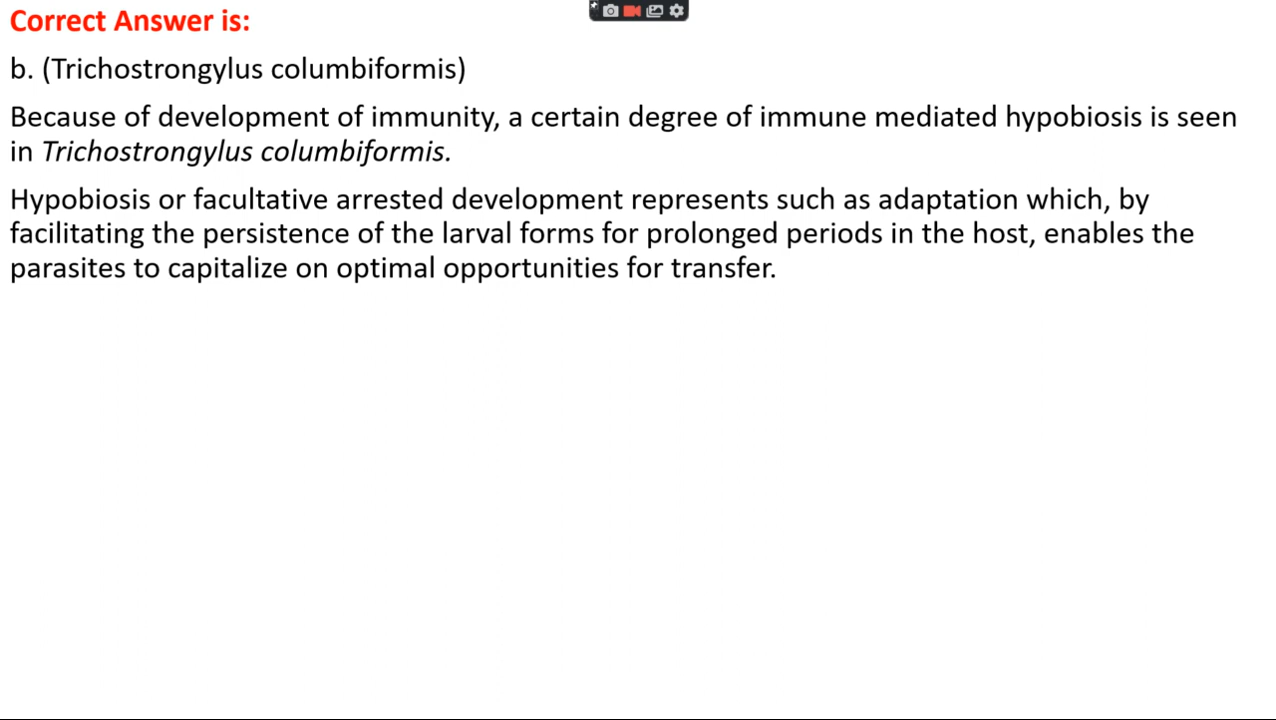 Correct Answer is:
b. (Trichostrongylus columbiformis)
Because of development of immunity, a certain degree of immune mediated hypobiosis is seen
in Trichostrongylus columbiformis.
Hypobiosis or facultative arrested development represents such as adaptation which, by
facilitating the persistence of the larval forms for prolonged periods in the host, enables the
parasites to capitalize on optimal opportunities for transfer.